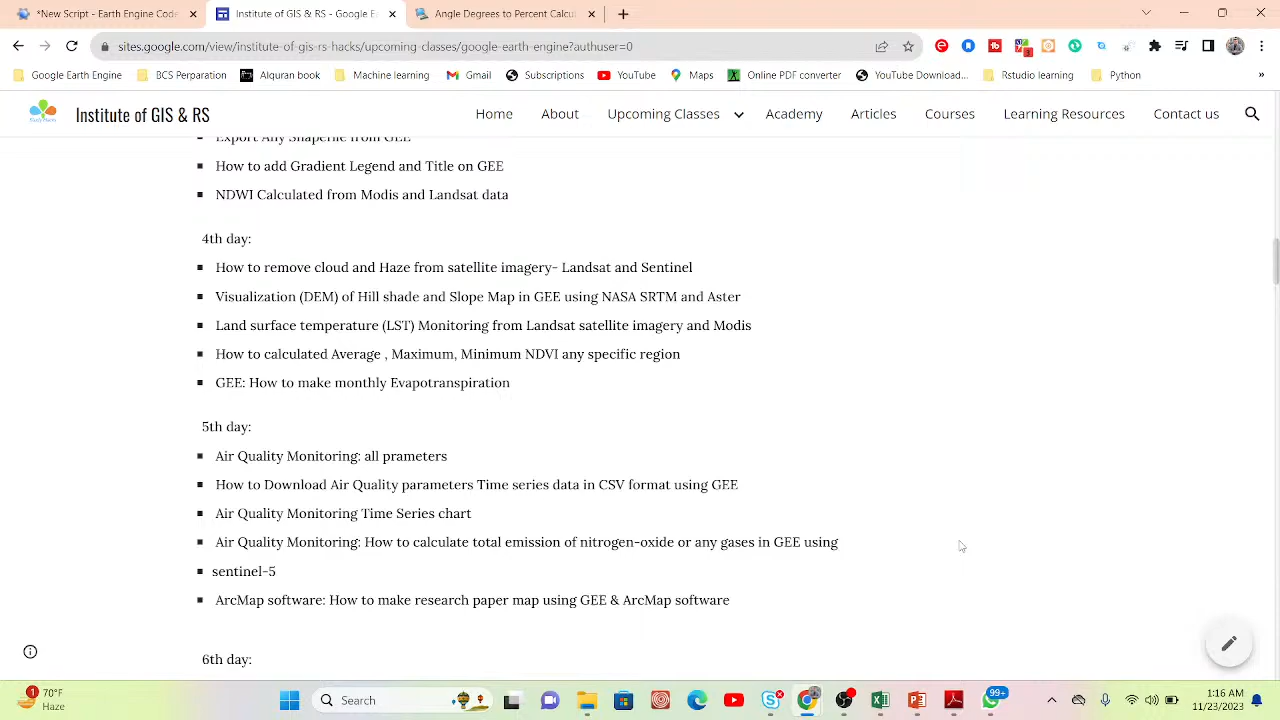 *New Script - Earth Engine Code
Institute of GIS & RS - Google E
Angle Degrees to Percent Calcu
sites.google.com/view/
upcoming-classes/google-earth-engine?authuser=0
Google Earth Engine
BCS Perparation
Alquran book
Machine learning
Gmail
Subscriptions
YouTube
Maps
Online PDF converter
YouTube Download...
Rstudio learning
Python
»
Institute of GIS & RS
Home
About
Upcoming Classes
Academy
Articles
Courses
Learning Resources
Contact us
Export Any Shapefile from GEE
How to add Gradient Legend and Title on GEE
NDWI Calculated from Modis and Landsat data
4th day:
How to remove cloud and Haze from satellite imagery- Landsat and Sentinel
Visualization (DEM) of Hill shade and Slope Map in GEE using NASA SRTM and Aster
Land surface temperature (LST) Monitoring from Landsat satellite imagery and Modis
How to calculated Average , Maximum, Minimum NDVI any specific region
GEE: How to make monthly Evapotranspiration
5th day:
Air Quality Monitoring: all prameters
How to Download Air Quality parameters Time series data in CSV format using GEE
Air Quality Monitoring Time Series chart
Air Quality Monitoring: How to calculate total emission of nitrogen-oxide or any gases in GEE using
sentinel-5
ArcMap software: How to make research paper map using GEE & ArcMap software
6th day:
1
70°F
Haze
Search
99+
1:16 AM
11/23/2023